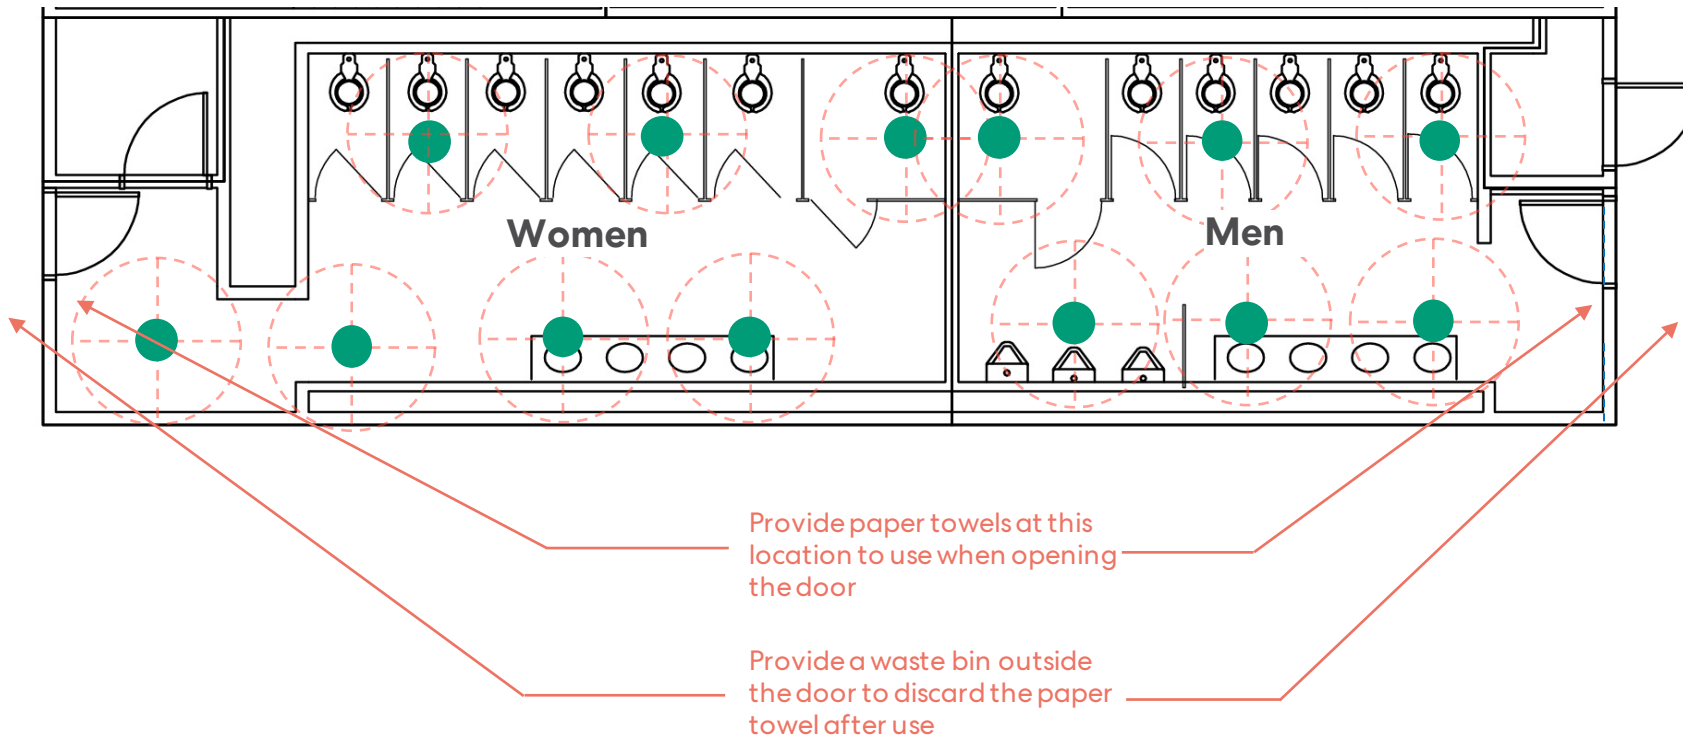 Women
Men
Provide paper towels at this
location to use when opening
the door
Provide a waste bin outside
the door to discard the paper
towel after use